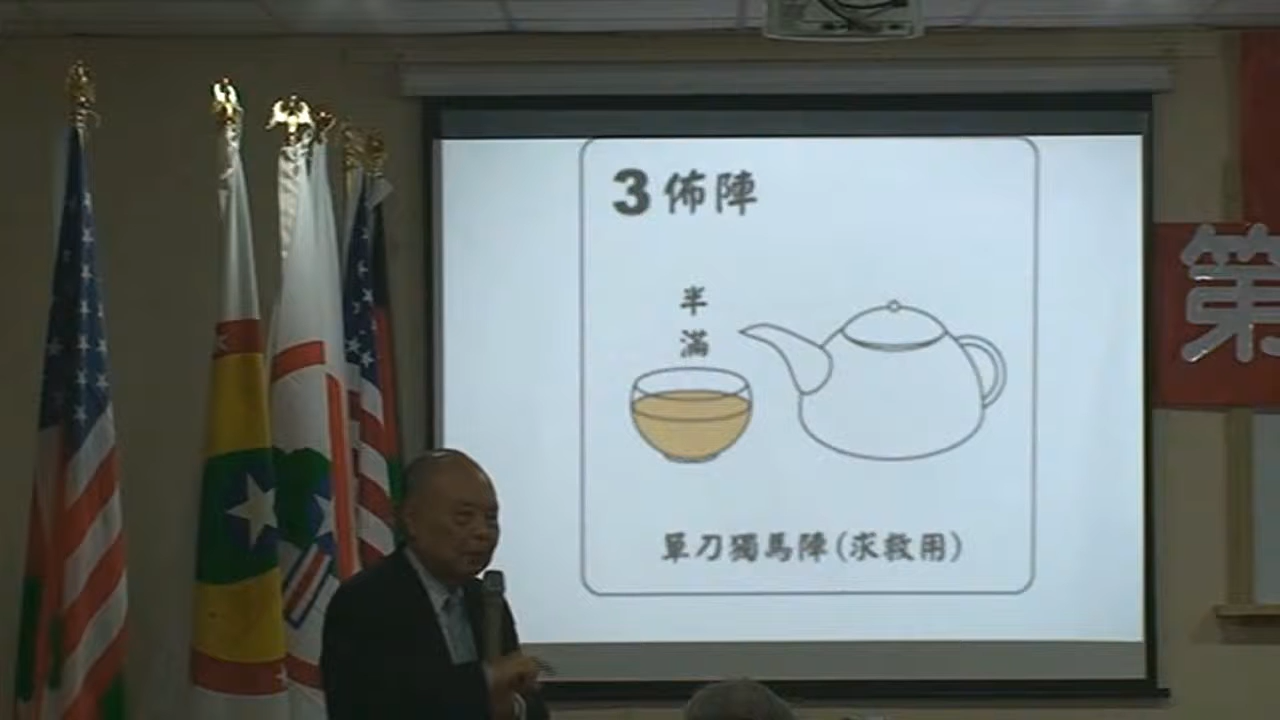 3 佈陣
半
滿
單刀獨馬陣(求救用)
第